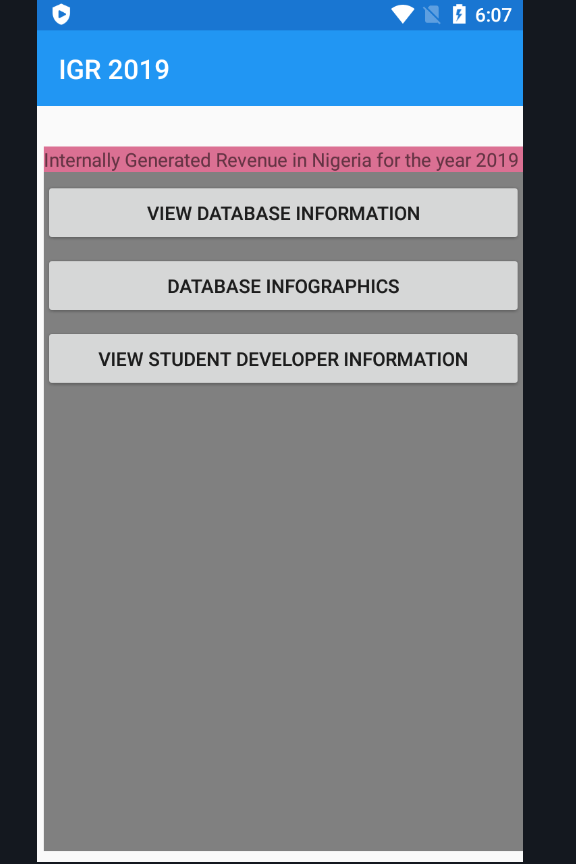 6:07
IGR 2019
Internally Generated Revenue in Nigeria for the year 2019
VIEW DATABASE INFORMATION
DATABASE INFOGRAPHICS
VIEW STUDENT DEVELOPER INFORMATION